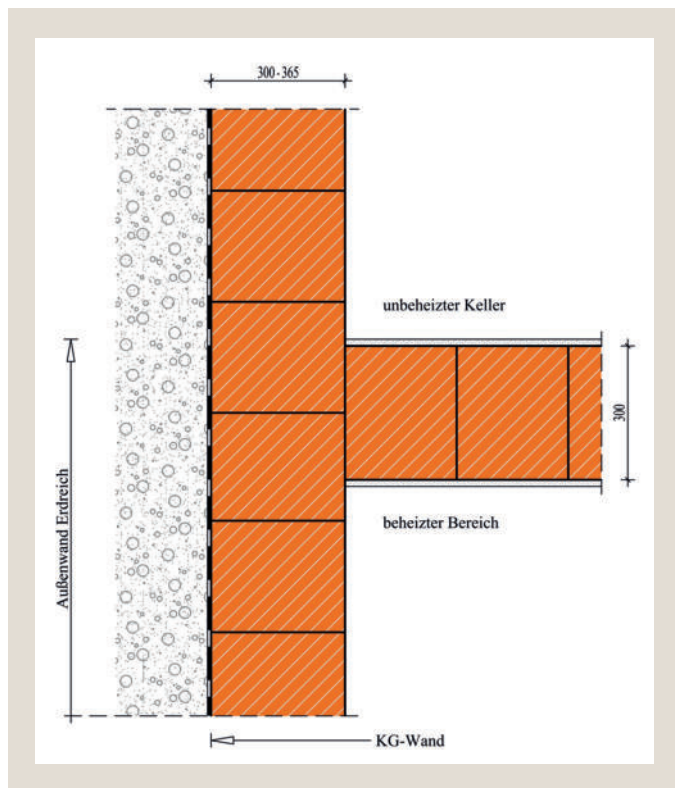 300-365
unbeheizter Keller
300
Außenwand Erdreich
beheizter Bereich
KG-Wand